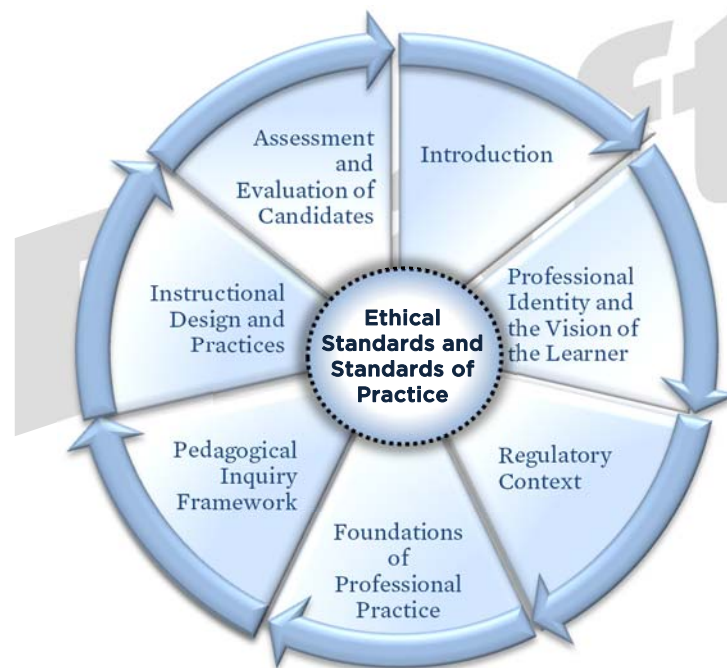 Introduction
Professional
Identity and
the Vision of
the Learner
Regulatory
Context
Foundations
of
Professional
Practice
Pedagogical
Inquiry
Framework
Instructional
Design and
Practices
Assessment
and
Evaluation of
Candidates
Ethical
Standards and
Standards of
Practice